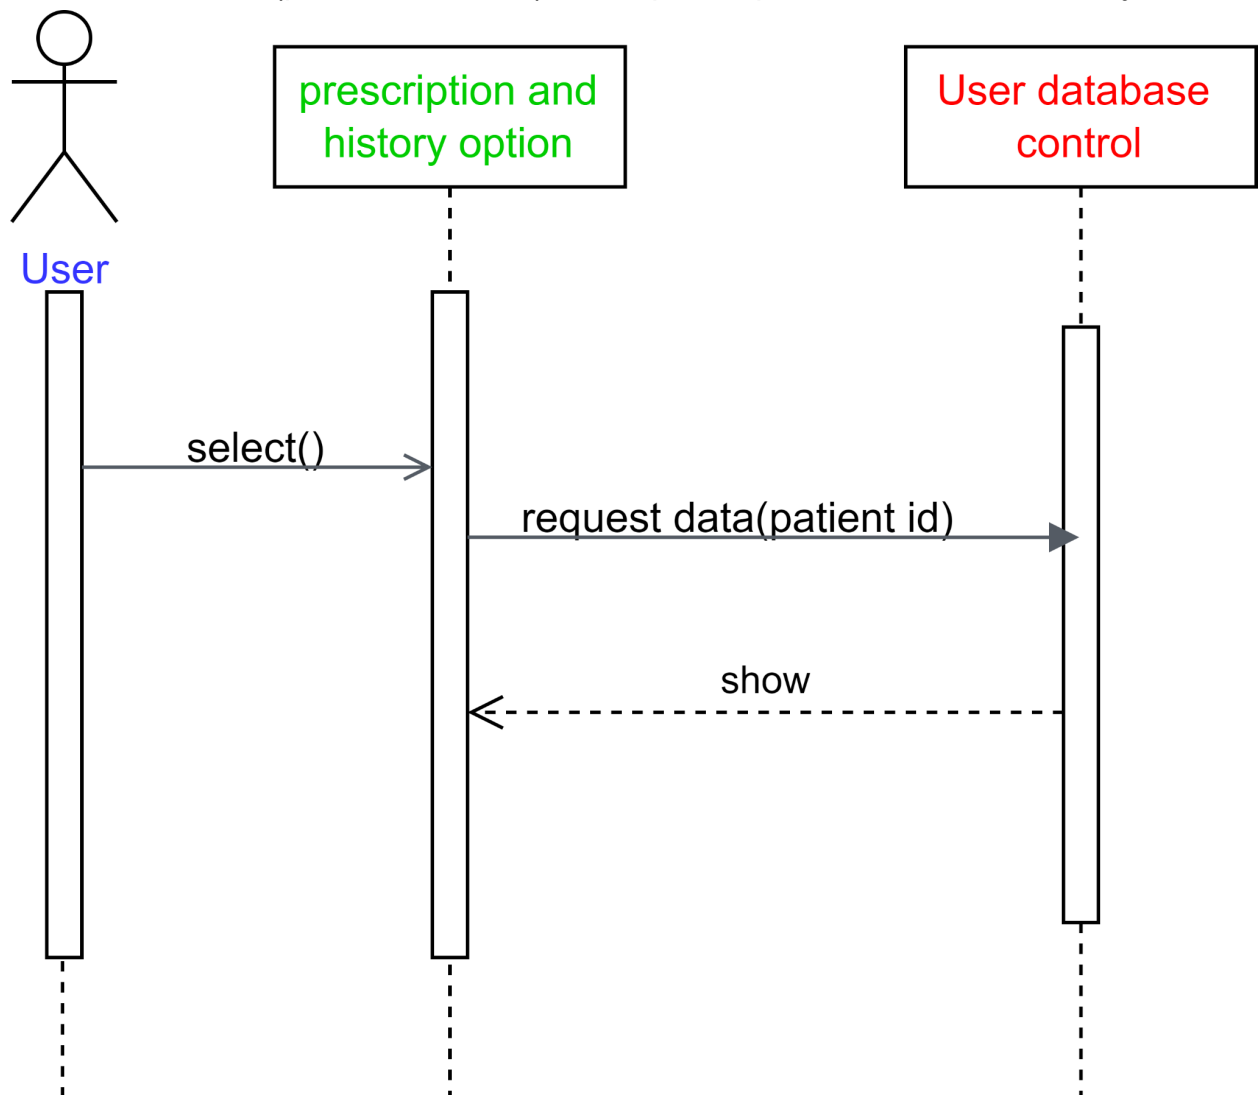 prescription and
history option
User database
control
User
select()
request data(patient id)
show